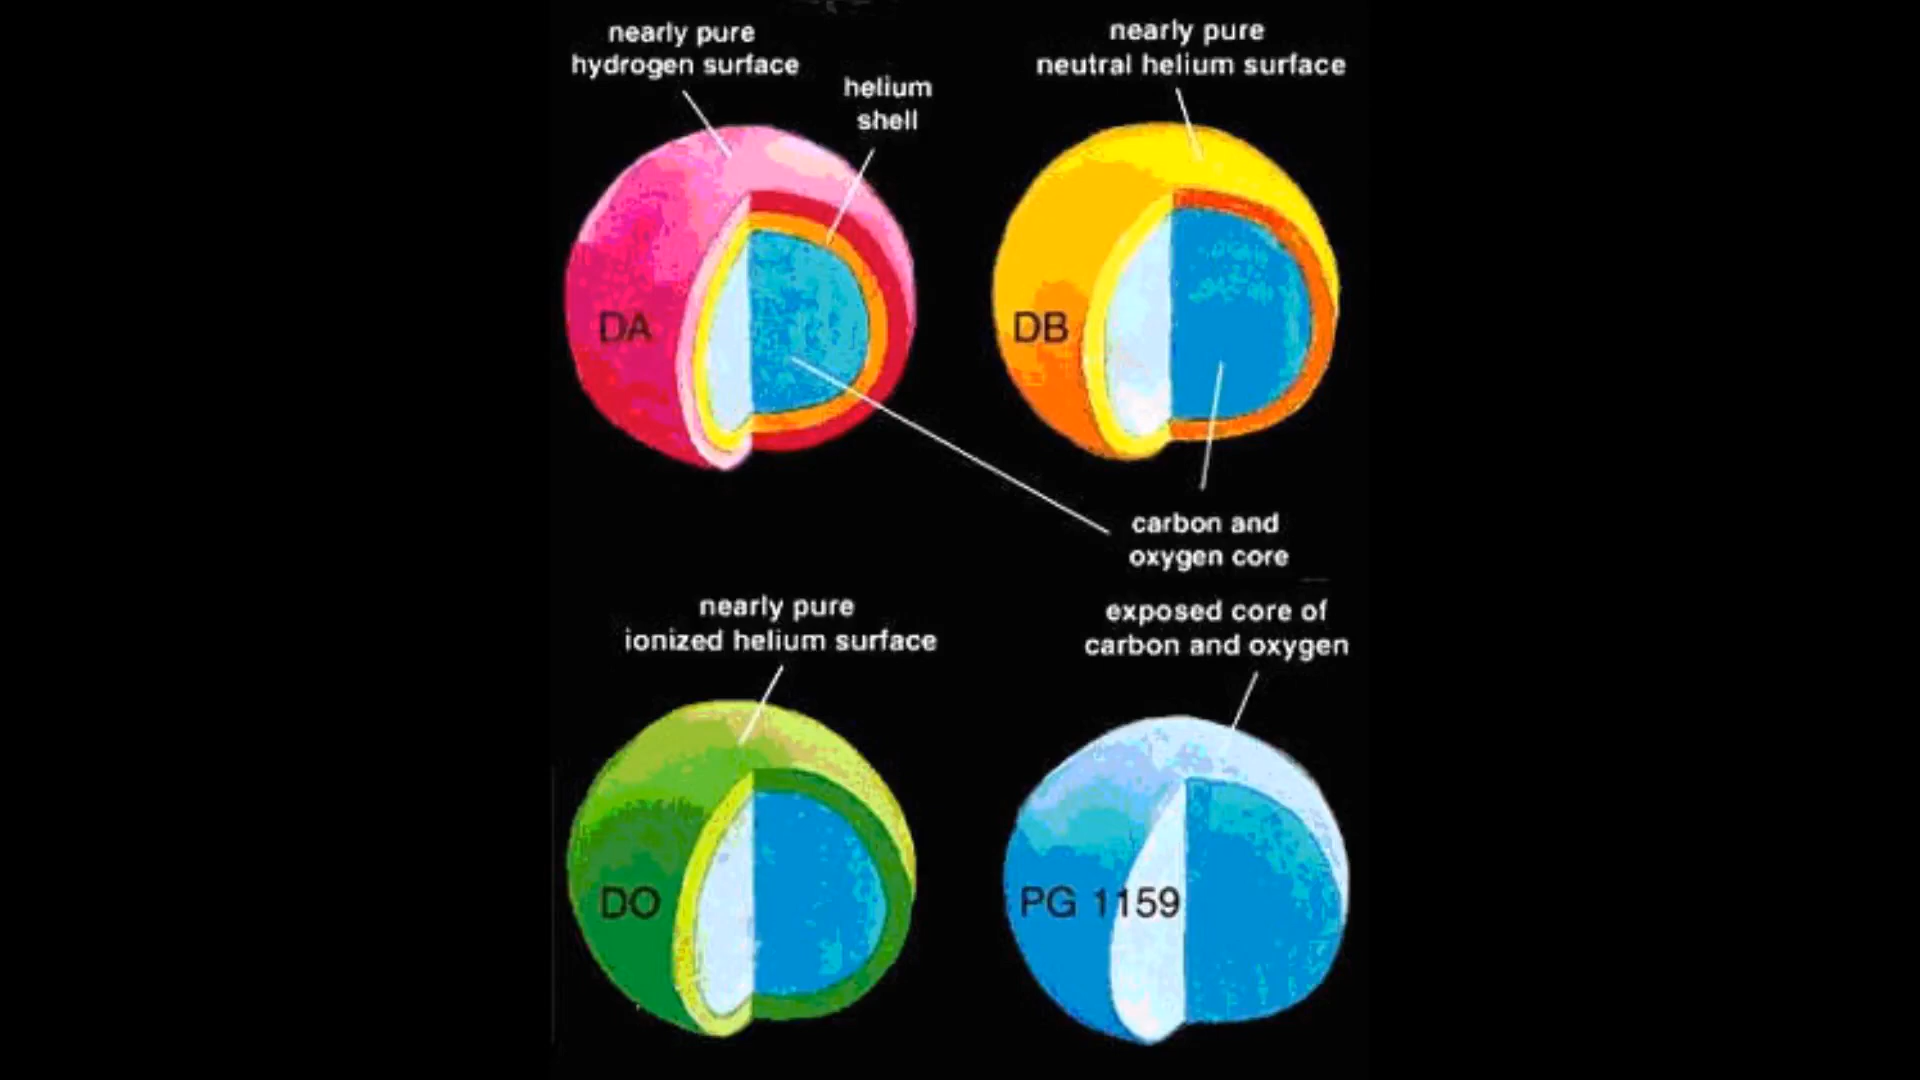 nearly pure
hydrogen surface
helium
shell
DA
nearly pure
neutral helium surface
DB
carbon and
oxygen core
nearly pure
ionized helium surface
DO
exposed core of
carbon and oxygen
PG 1159